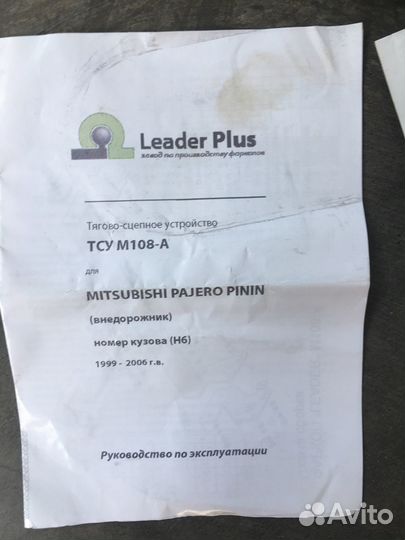 Leader Plus
завод по производству фаркопов
Тягово-сцепное устройство
ТСУ М108-А
для
MITSUBISHI PAJERO PININ
(внедорожник)
номер кузова (H6)
1999 - 2006 г.в.
Руководство по эксплуатации
Avito